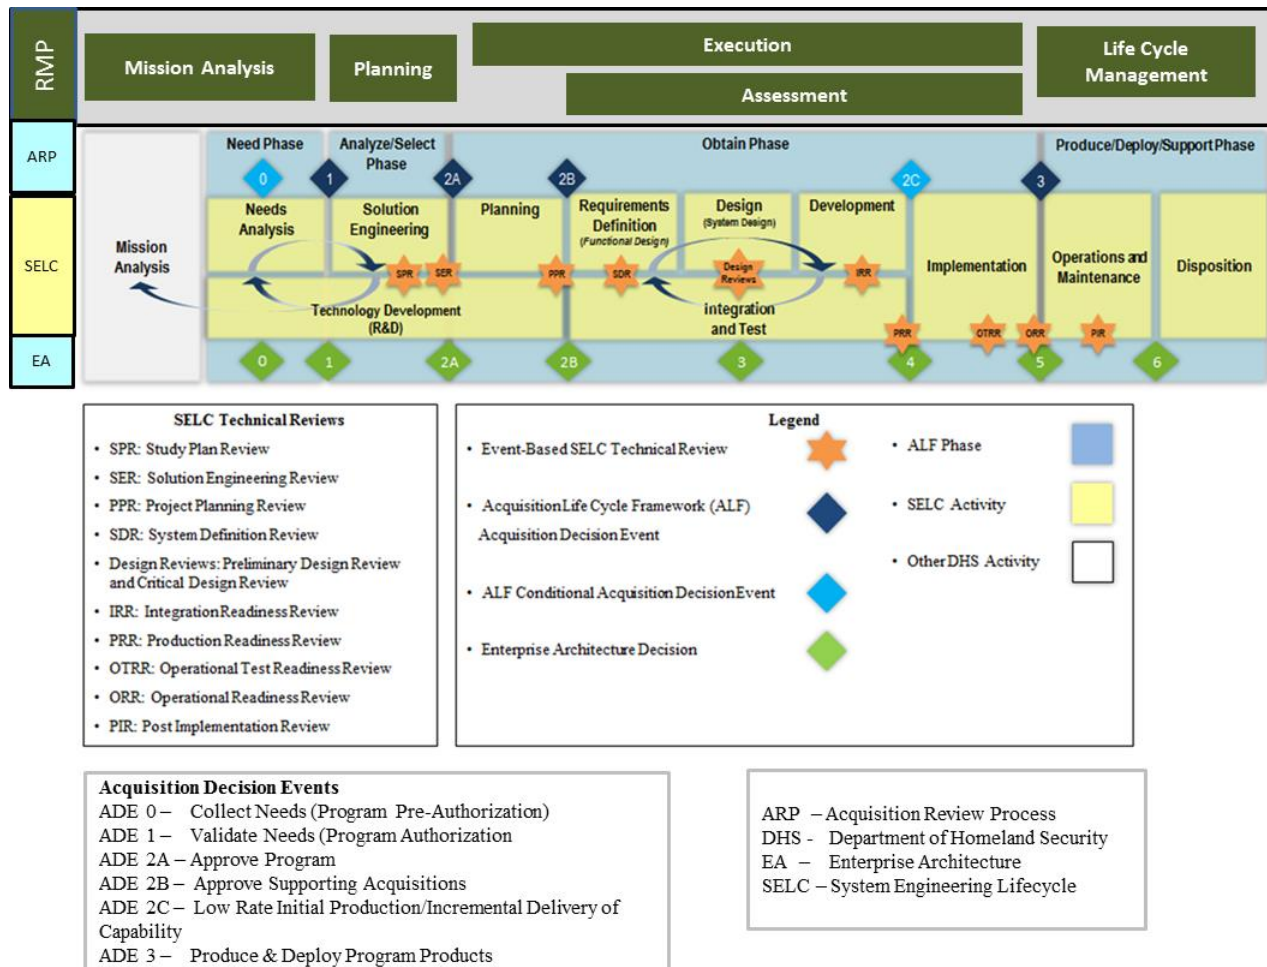 RMP
Mission Analysis
Planning
Execution
Assessment
Life Cycle
Management
ARP
Need Phase
Analyze/Select
Phase
Obtain Phase
Produce/Deploy/Support Phase
0
1
2A
2B
2C
3
SELC
Mission
Analysis
Needs
Analysis
Solution
Engineering
Planning
Requirements
Definition
(Functional Design)
Design
(System Design)
Development
Implementation
Operations and
Maintenance
Disposition
SPR
SER
PPR
SDR
Design
Reviews
IRR
Technology Development
(R&D)
Integration
and Test
PRR
OTRR
ORR
PIR
EA
0
1
2A
2B
3
4
5
6
SELC Technical Reviews
• SPR: Study Plan Review
• SER: Solution Engineering Review
• PPR: Project Planning Review
• SDR: System Definition Review
• Design Reviews: Preliminary Design Review
and Critical Design Review
• IRR: Integration Readiness Review
• PRR: Production Readiness Review
• OTRR: Operational Test Readiness Review
• ORR: Operational Readiness Review
• PIR: Post Implementation Review
Legend
• Event-Based SELC Technical Review
• Acquisition Life Cycle Framework (ALF)
Acquisition Decision Event
• ALF Conditional Acquisition Decision Event
• Enterprise Architecture Decision
• ALF Phase
• SELC Activity
• Other DHS Activity
Acquisition Decision Events
ADE 0 – Collect Needs (Program Pre-Authorization)
ADE 1 – Validate Needs (Program Authorization
ADE 2A – Approve Program
ADE 2B – Approve Supporting Acquisitions
ADE 2C – Low Rate Initial Production/Incremental Delivery of
Capability
ADE 3 – Produce & Deploy Program Products
ARP – Acquisition Review Process
DHS - Department of Homeland Security
EA – Enterprise Architecture
SELC – System Engineering Lifecycle